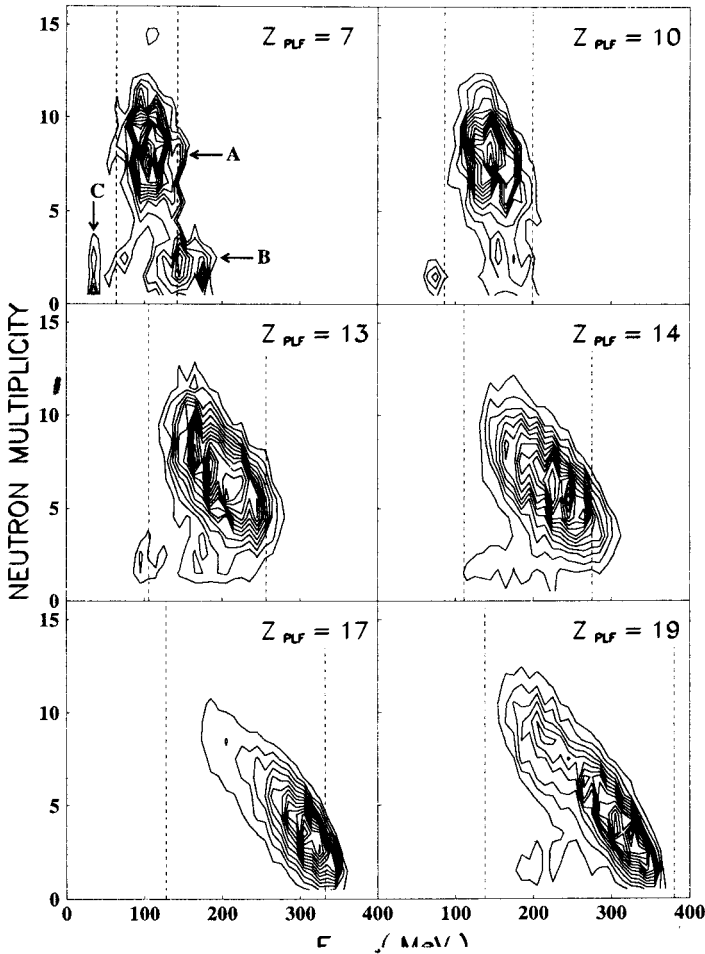 15
10
5
0
Z PLF = 7
A
B
C
Z PLF = 10
NEUTRON MULTIPLICITY
15
10
5
0
Z PLF = 13
Z PLF = 14
15
10
5
0
Z PLF = 17
Z PLF = 19
0 100 200 300 400 100 200 300 400
(MeV)